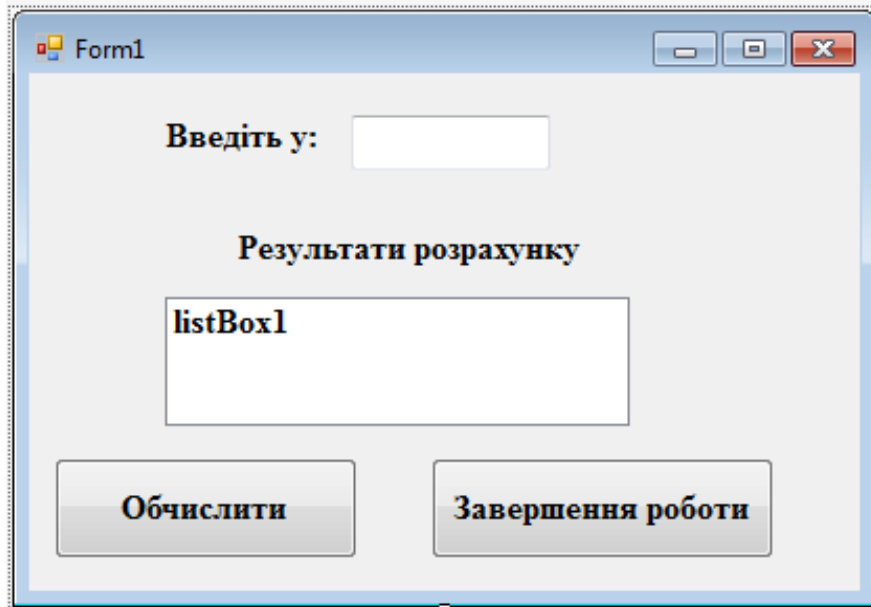 Form1
Введіть y:
Результати розрахунку
listBox1
Обчислити
Завершення роботи